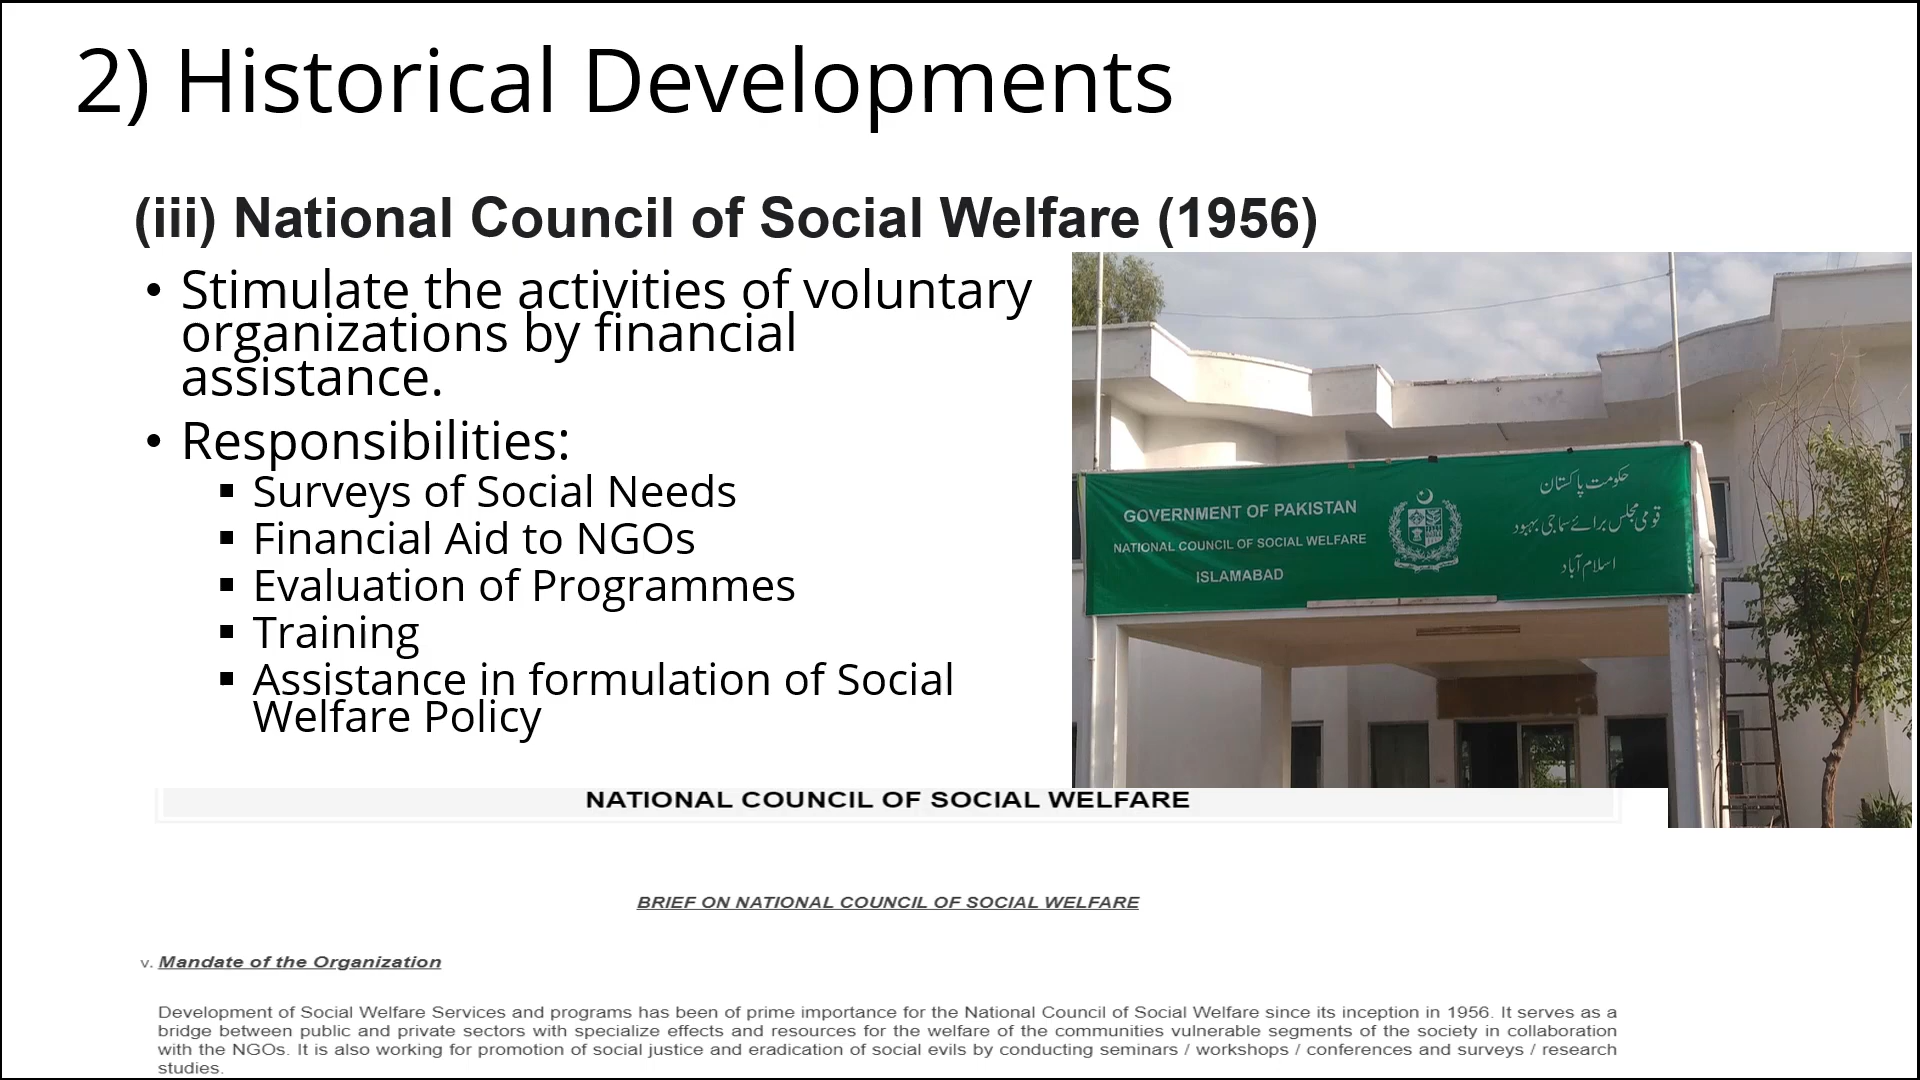 2) Historical Developments
(iii) National Council of Social Welfare (1956)
• Stimulate the activities of voluntary
organizations by financial
assistance.
• Responsibilities:
▪ Surveys of Social Needs
▪ Financial Aid to NGOs
▪ Evaluation of Programmes
▪ Training
▪ Assistance in formulation of Social
Welfare Policy
GOVERNMENT OF PAKISTAN
NATIONAL COUNCIL OF SOCIAL WELFARE
ISLAMABAD
حکومت پاکستان
قومی مجلس برائے سماجی بہبود
اسلام آباد
NATIONAL COUNCIL OF SOCIAL WELFARE
BRIEF ON NATIONAL COUNCIL OF SOCIAL WELFARE
v. Mandate of the Organization
Development of Social Welfare Services and programs has been of prime importance for the National Council of Social Welfare since its inception in 1956. It serves as a
bridge between public and private sectors with specialize effects and resources for the welfare of the communities vulnerable segments of the society in collaboration
with the NGOs. It is also working for promotion of social justice and eradication of social evils by conducting seminars / workshops / conferences and surveys / research
studies.